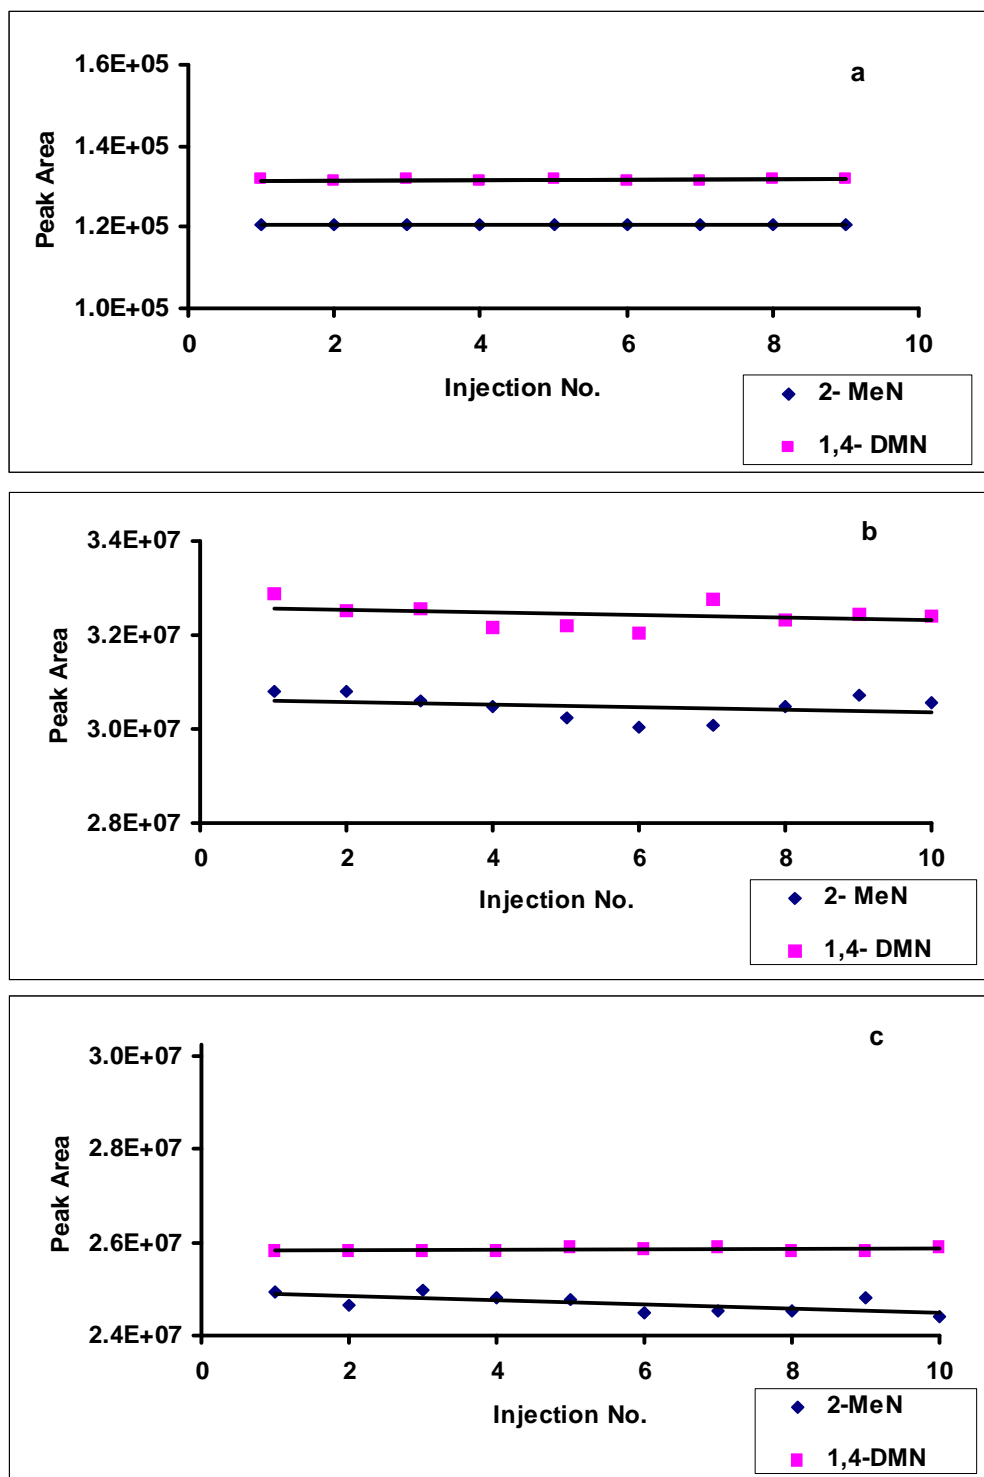 a
1.6E+05
1.4E+05
1.2E+05
1.0E+05
Peak Area
0 2 4 6 8 10
Injection No.
2- MeN
1,4- DMN
b
3.4E+07
3.2E+07
3.0E+07
2.8E+07
Peak Area
0 2 4 6 8 10
Injection No.
2- MeN
1,4- DMN
c
3.0E+07
2.8E+07
2.6E+07
2.4E+07
Peak Area
0 2 4 6 8 10
Injection No.
2-MeN
1,4-DMN